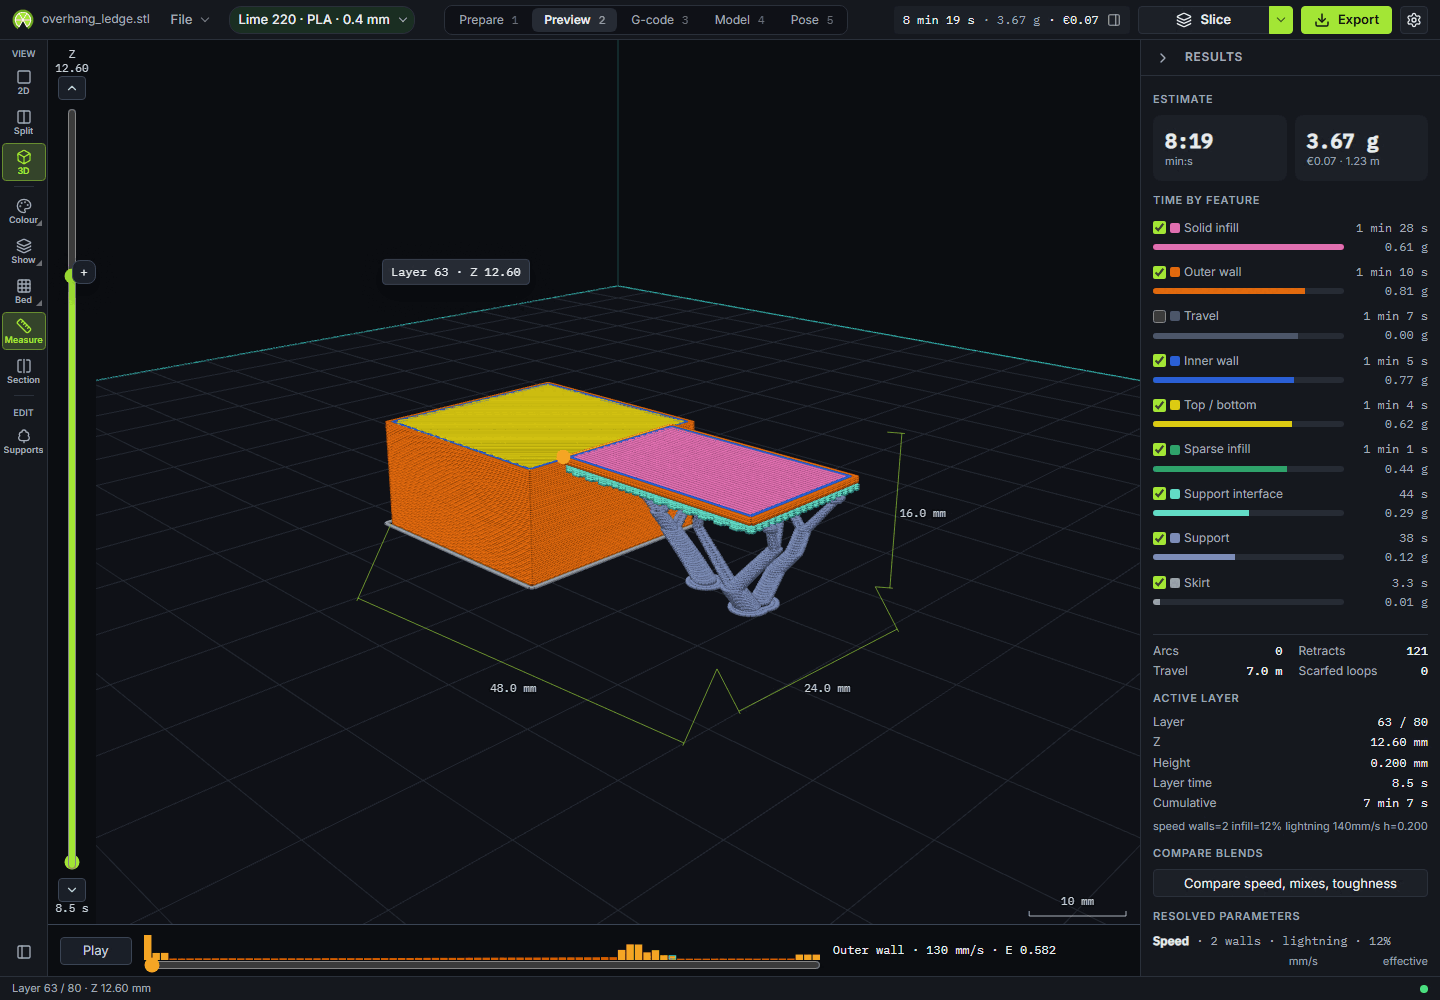 overhang_ledge.stl
File
Lime 220 · PLA · 0.4 mm
Prepare 1
Preview 2
G-code 3
Model 4
Pose 5
8 min 19 s · 3.67 g · €0.07
Slice
Export
VIEW
2D
Split
3D
Colour
Show
Bed
Measure
Section
EDIT
Supports
Z
12.60
+
8.5 s
Layer 63 · Z 12.60
16.0 mm
48.0 mm
24.0 mm
10 mm
Play
Outer wall · 130 mm/s · E 0.582
RESULTS
ESTIMATE
8:19
min:s
3.67 g
€0.07 · 1.23 m
TIME BY FEATURE
Solid infill 1 min 28 s
0.61 g
Outer wall 1 min 10 s
0.81 g
Travel 1 min 7 s
0.00 g
Inner wall 1 min 5 s
0.77 g
Top / bottom 1 min 4 s
0.62 g
Sparse infill 1 min 1 s
0.44 g
Support interface 44 s
0.29 g
Support 38 s
0.12 g
Skirt 3.3 s
0.01 g
Arcs 0 Retracts 121
Travel 7.0 m Scarfed loops 0
ACTIVE LAYER
Layer 63 / 80
Z 12.60 mm
Height 0.200 mm
Layer time 8.5 s
Cumulative 7 min 7 s
speed walls=2 infill=12% lightning 140mm/s h=0.200
COMPARE BLENDS
Compare speed, mixes, toughness
RESOLVED PARAMETERS
Speed · 2 walls · lightning · 12%
mm/s effective
Layer 63 / 80 · Z 12.60 mm